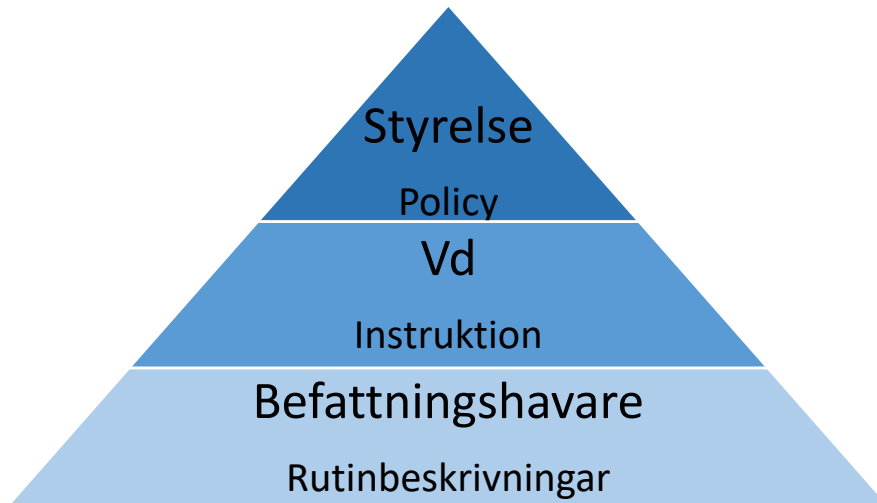 Styrelse
Policy
Vd
Instruktion
Befattningshavare
Rutinbeskrivningar